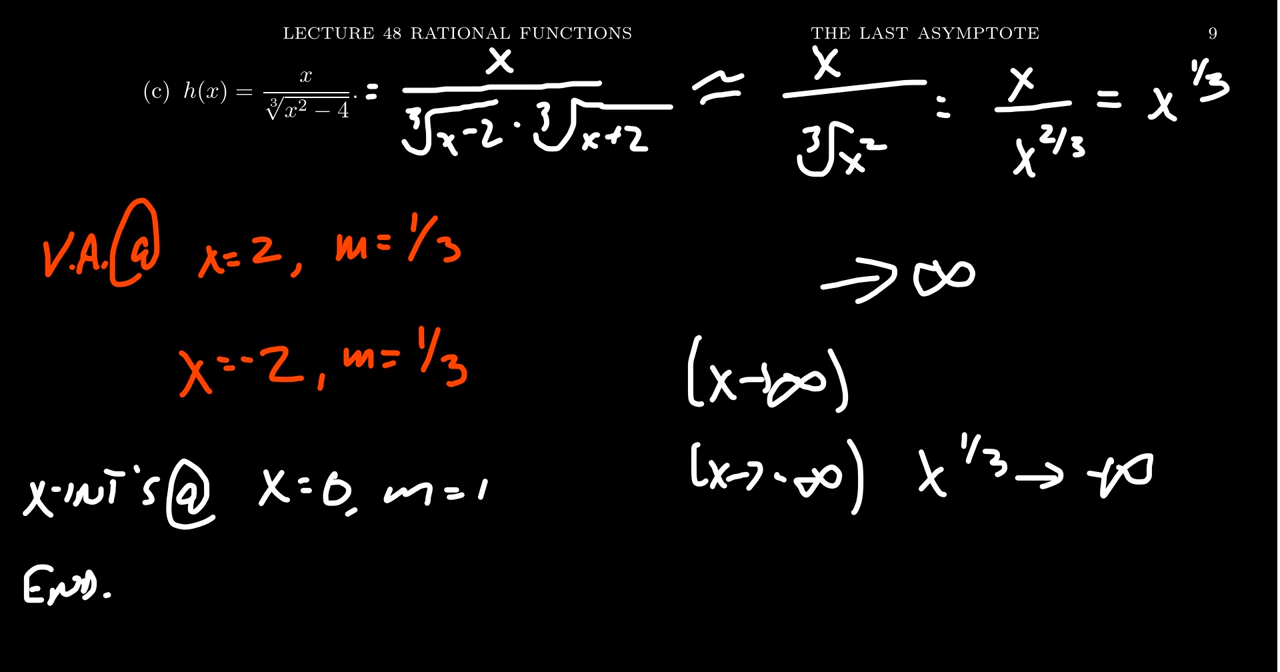 LECTURE 48 RATIONAL FUNCTIONS THE LAST ASYMPTOTE 9
(c) h(x) = x/∛(x² − 4). = x/(∛(x−2) · ∛(x+2)) ≈ x/∛(x²) = x/x^(2/3) = x^(1/3)
V.A. @ x=2, m=1/3
→ ∞
x=-2, m=1/3
(x→∞)
(x→-∞) x^(1/3) → -∞
X-INT'S @ x=0, m=1
END.